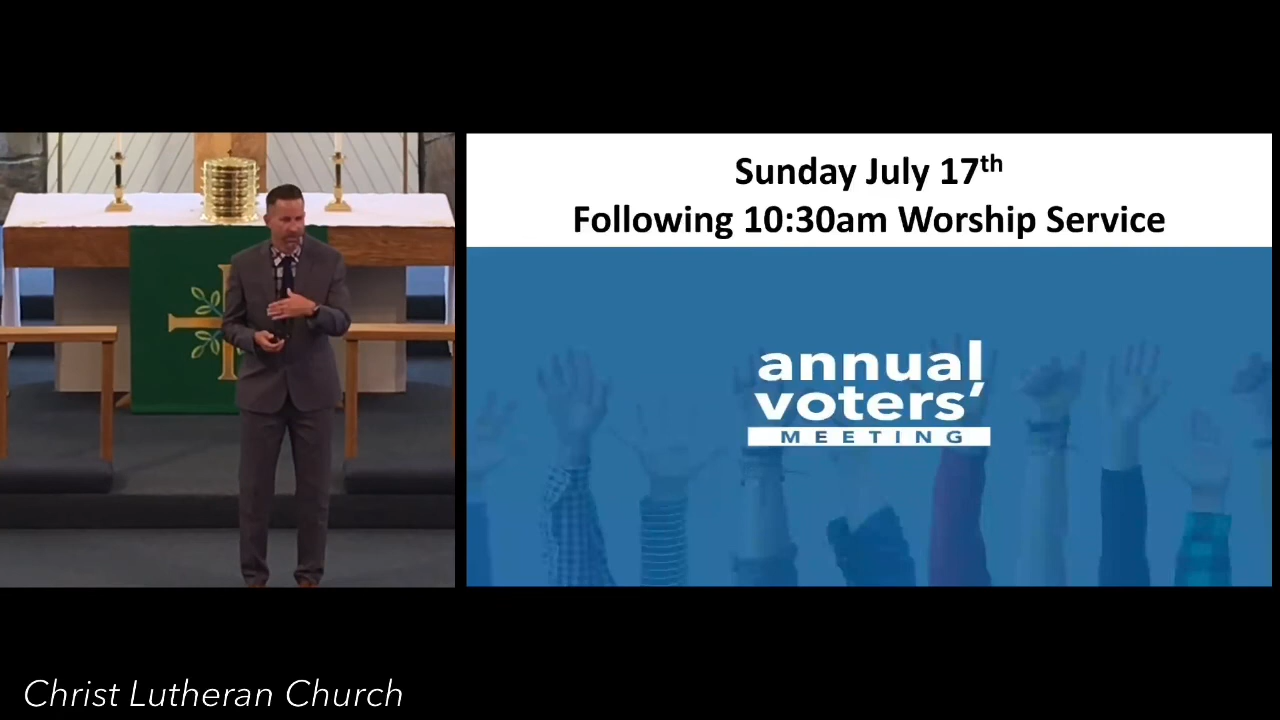 Sunday July 17th
Following 10:30am Worship Service
annual
voters'
MEETING
Christ Lutheran Church